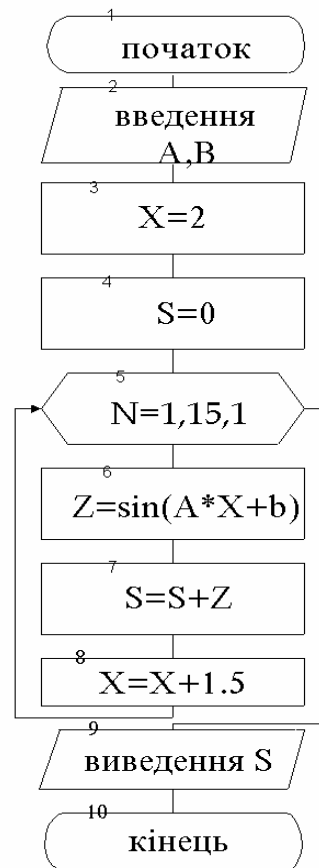 1
початок
2
введення
А,В
3
X=2
4
S=0
5
N=1,15,1
6
Z=sin(A*X+b)
7
S=S+Z
8
X=X+1.5
9
виведення S
10
кінець